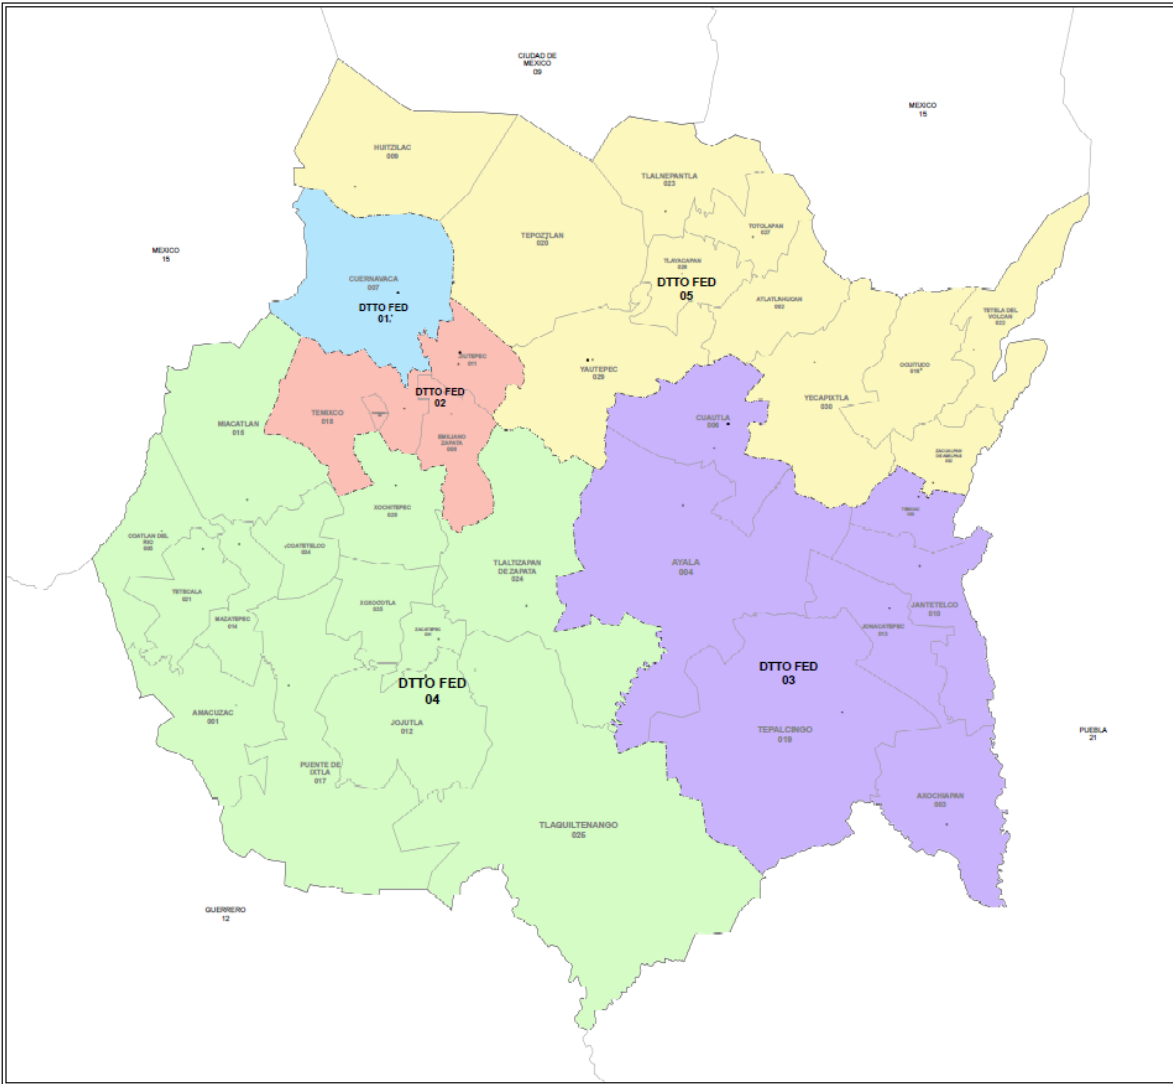 CIUDAD DE
MEXICO
09
MEXICO
15
HUITZILAC
009
TLALNEPANTLA
023
TOTOLAPAN
027
TEPOZTLAN
020
MEXICO
15
TLAYACAPAN
DTTO FED
05
CUERNAVACA
007
DTTO FED
01
ATLATLAHUCAN
002
TETELA DEL
VOLCAN
022
JIUTEPEC
011
OCUITUCO
016
YAUTEPEC
029
DTTO FED
02
YECAPIXTLA
030
TEMIXCO
018
CUAUTLA
006
MIACATLAN
015
EMILIANO
ZAPATA
008
XOCHITEPEC
028
COATLAN DEL
RIO
005
COATETELCO
034
TLALTIZAPAN
DE ZAPATA
024
AYALA
004
TETECALA
021
XOXOCOTLA
JANTETELCO
010
MAZATEPEC
014
JONACATEPEC
013
ZACATEPEC
DTTO FED
03
DTTO FED
04
AMACUZAC
001
JOJUTLA
012
TEPALCINGO
019
PUEBLA
21
PUENTE DE
IXTLA
017
AXOCHIAPAN
003
TLAQUILTENANGO
025
GUERRERO
12